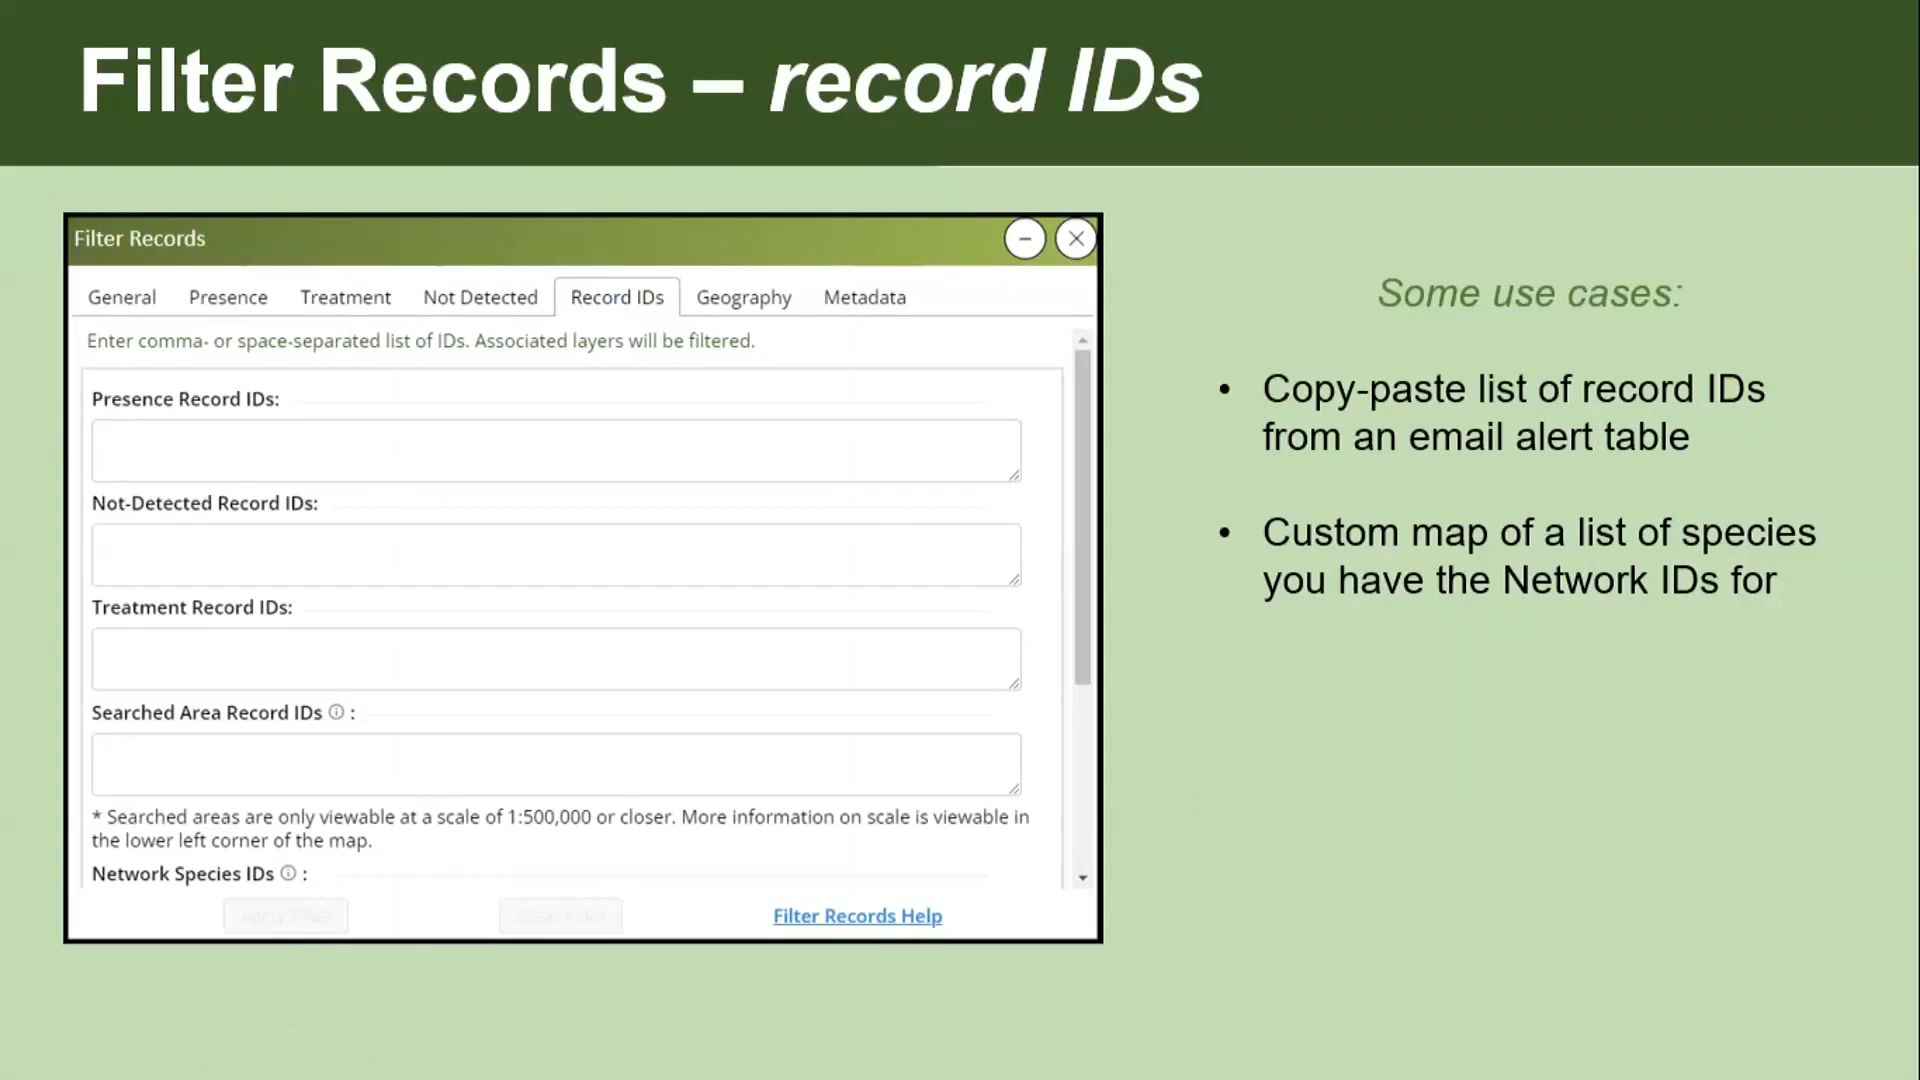 Filter Records – record IDs
Filter Records
General Presence Treatment Not Detected Record IDs Geography Metadata
Enter comma- or space-separated list of IDs. Associated layers will be filtered.
Presence Record IDs:
Not-Detected Record IDs:
Treatment Record IDs:
Searched Area Record IDs :
* Searched areas are only viewable at a scale of 1:500,000 or closer. More information on scale is viewable in
the lower left corner of the map.
Network Species IDs :
Apply Filter Clear Filter Filter Records Help
Some use cases:
• Copy-paste list of record IDs
from an email alert table
• Custom map of a list of species
you have the Network IDs for